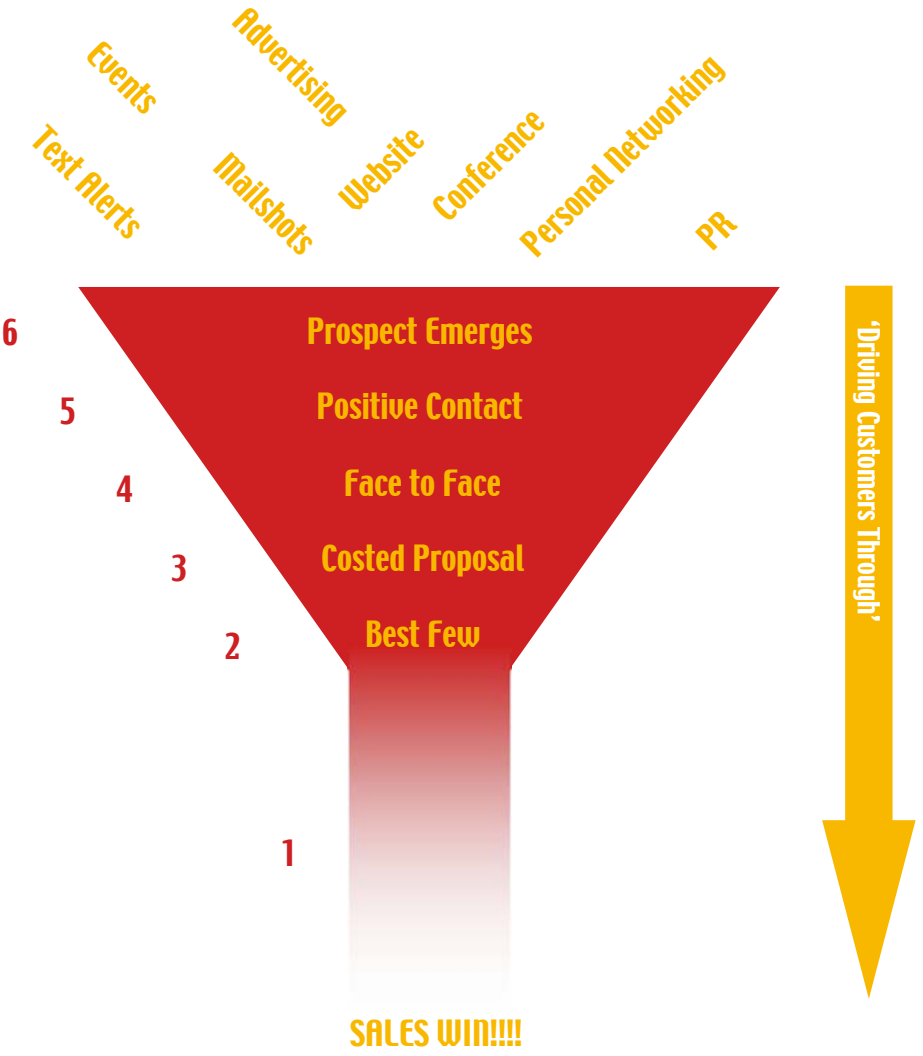 Events
Advertising
Text Alerts
Mailshots
Website
Conference
Personal Networking
PR
6
Prospect Emerges
5
Positive Contact
4
Face to Face
3
Costed Proposal
2
Best Few
1
SALES WIN!!!!
‘Driving Customers Through’